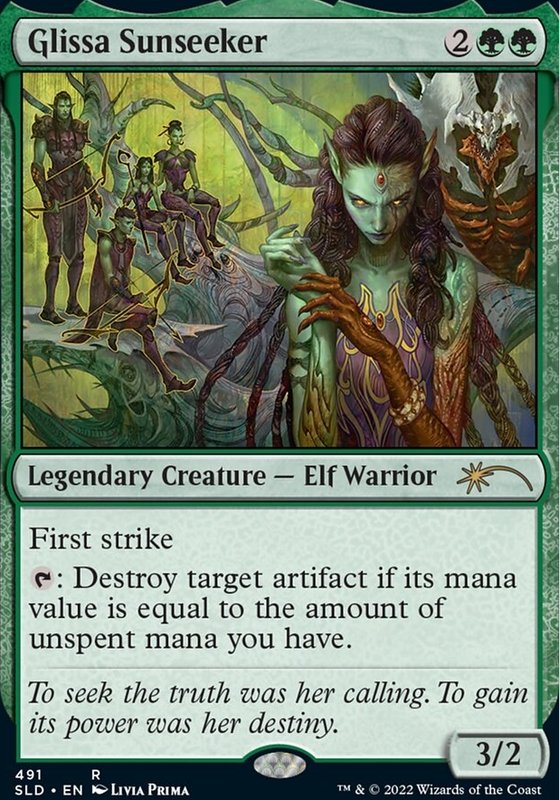 Glissa Sunseeker 2
Legendary Creature — Elf Warrior
First strike
: Destroy target artifact if its mana
value is equal to the amount of
unspent mana you have.
To seek the truth was her calling. To gain
its power was her destiny.
3/2
491 R
SLD • EN LIVIA PRIMA
™ & © 2022 Wizards of the Coast